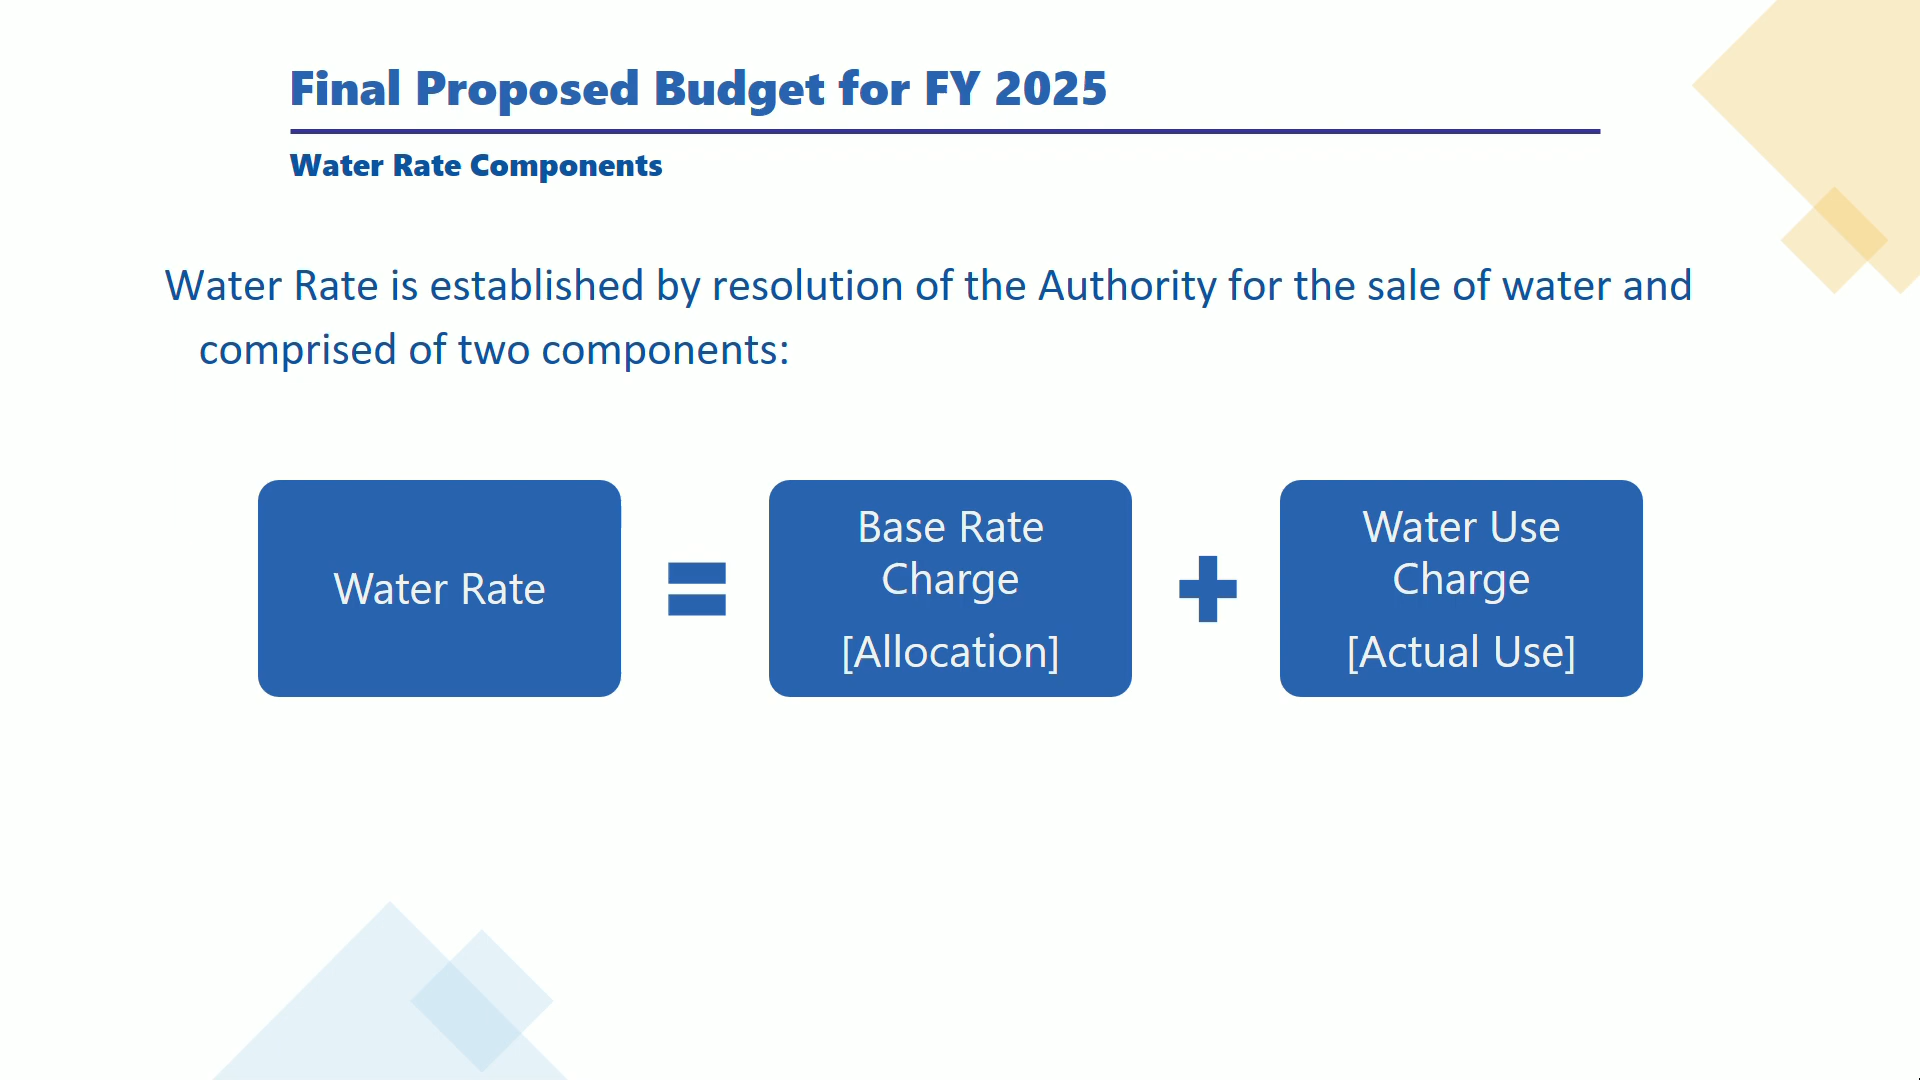 Final Proposed Budget for FY 2025
Water Rate Components
Water Rate is established by resolution of the Authority for the sale of water and
comprised of two components:
Water Rate
=
Base Rate
Charge
[Allocation]
+
Water Use
Charge
[Actual Use]